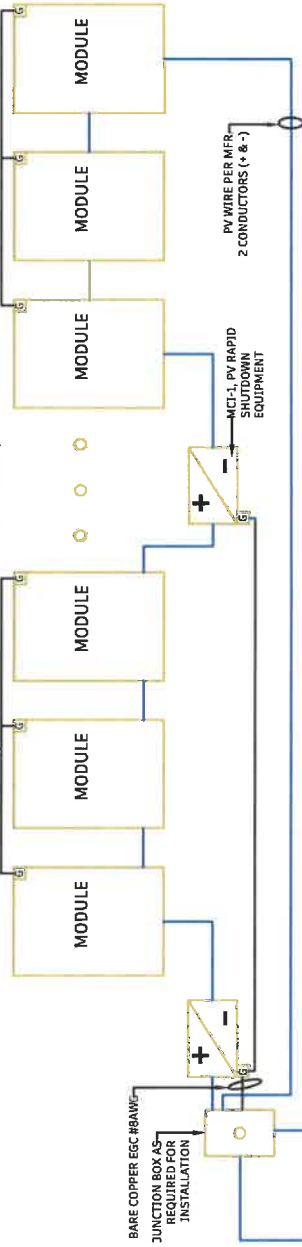 G
G
G
MODULE
MODULE
MODULE
G
G
G
MODULE
MODULE
MODULE
BARE COPPER EGC #8AWG
JUNCTION BOX AS
REQUIRED FOR
INSTALLATION
+
−
G
+
−
G
MCI-1, PV RAPID
SHUTDOWN
EQUIPMENT
PV WIRE PER MFR
2 CONDUCTORS (+ & -)